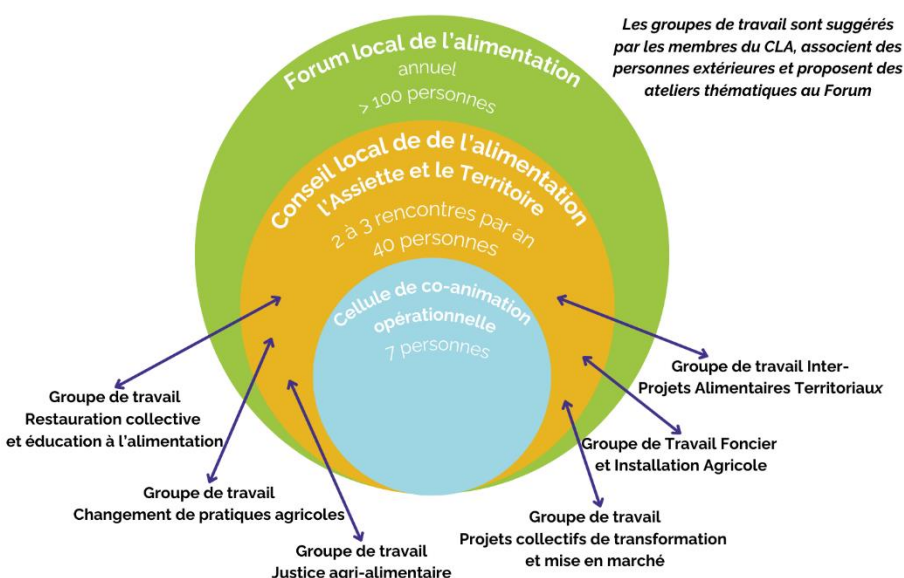 Les groupes de travail sont suggérés
par les membres du CLA, associent des
personnes extérieures et proposent des
ateliers thématiques au Forum
Forum local de l'alimentation
annuel
> 100 personnes
Conseil local de de l'alimentation
l'Assiette et le Territoire
2 à 3 rencontres par an
40 personnes
Cellule de co-animation
opérationnelle
7 personnes
Groupe de travail
Restauration collective
et éducation à l'alimentation
Groupe de travail
Changement de pratiques agricoles
Groupe de travail
Justice agri-alimentaire
Groupe de travail Inter-
Projets Alimentaires Territoriaux
Groupe de Travail Foncier
et Installation Agricole
Groupe de travail
Projets collectifs de transformation
et mise en marché